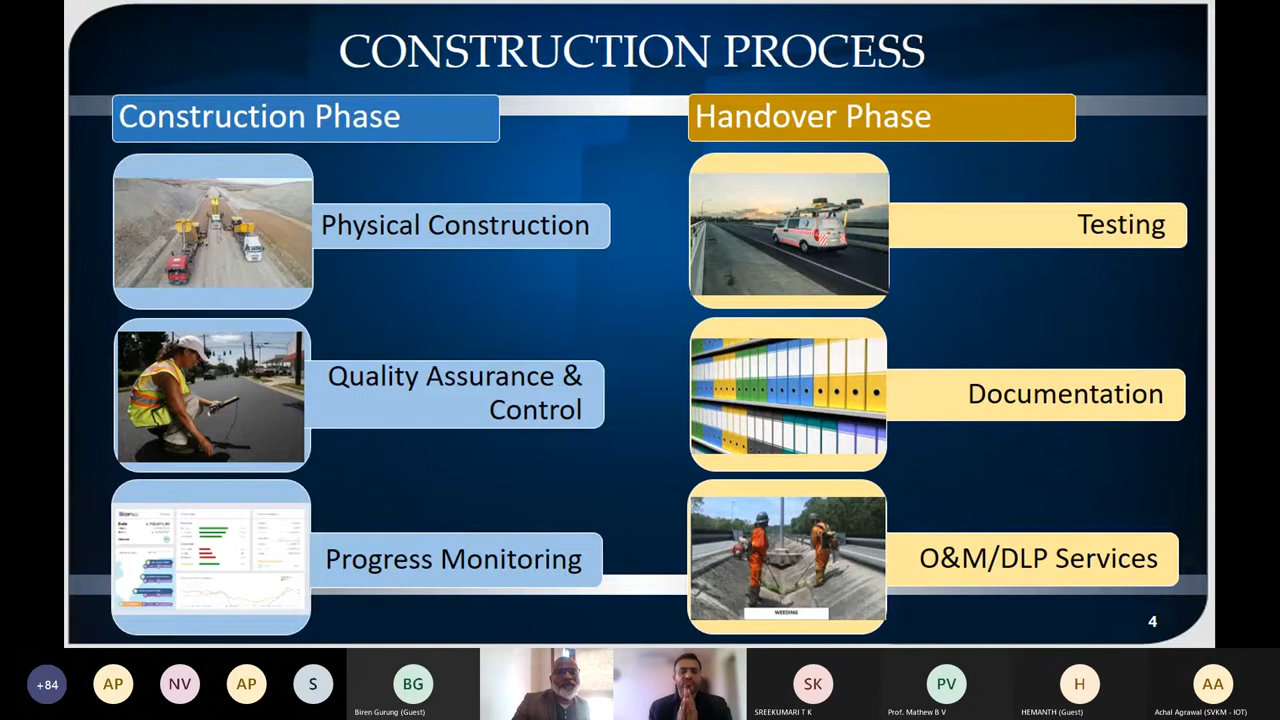 CONSTRUCTION PROCESS
Construction Phase
Physical Construction
Quality Assurance &
Control
Progress Monitoring
Handover Phase
Testing
Documentation
O&M/DLP Services
WEEDING
4
+84
AP
NV
AP
S
BG
Biren Gurung (Guest)
SK
SREEKUMARI T K
PV
Prof. Mathew B V
H
HEMANTH (Guest)
AA
Achal Agrawal (SVKM - IOT)